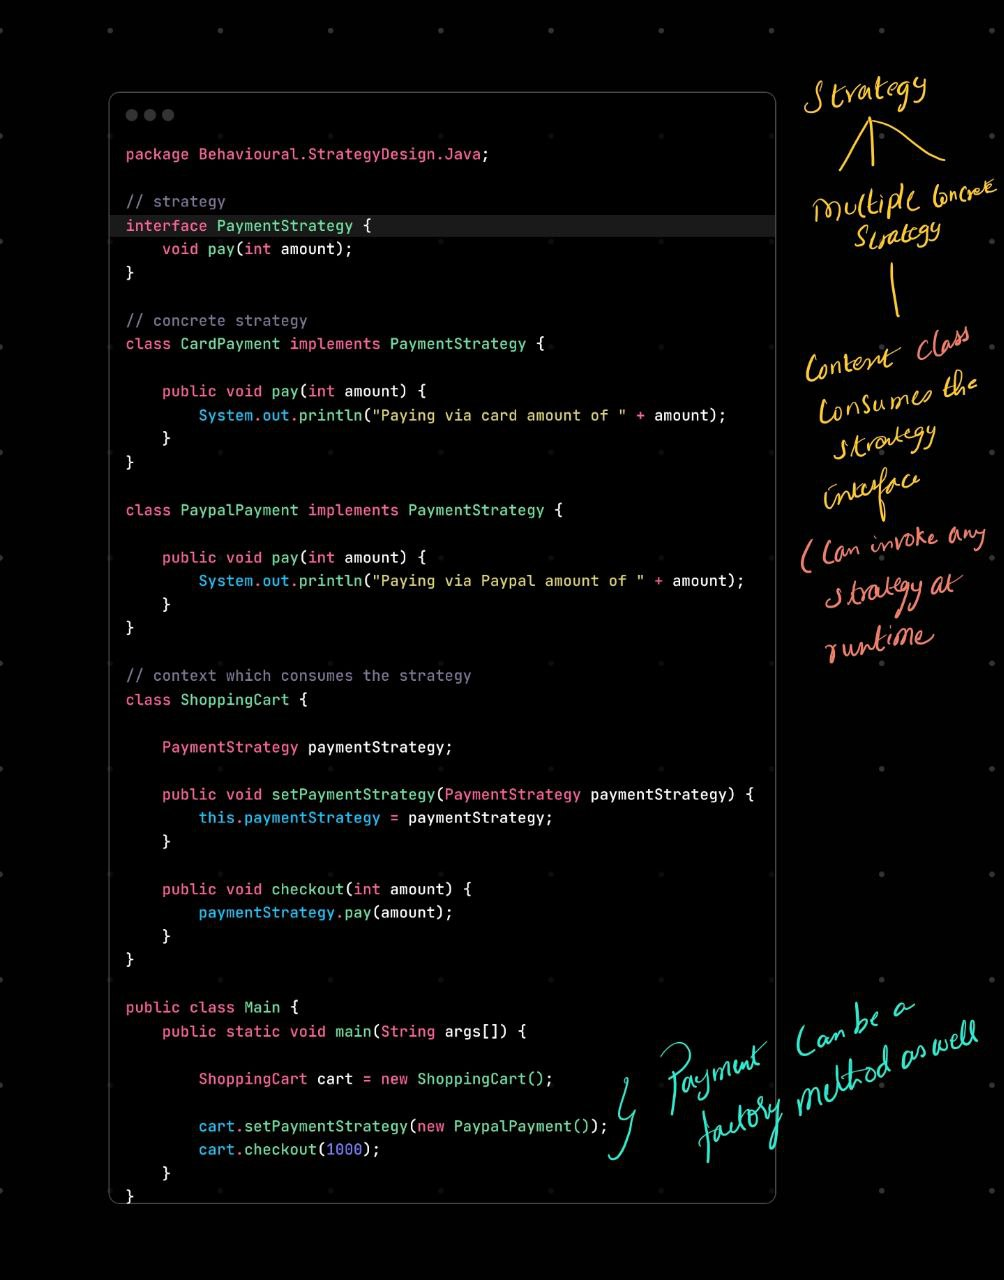 package Behavioural.StrategyDesign.Java;
// strategy
interface PaymentStrategy {
    void pay(int amount);
}
// concrete strategy
class CardPayment implements PaymentStrategy {
    public void pay(int amount) {
        System.out.println("Paying via card amount of " + amount);
    }
}
class PaypalPayment implements PaymentStrategy {
    public void pay(int amount) {
        System.out.println("Paying via Paypal amount of " + amount);
    }
}
// context which consumes the strategy
class ShoppingCart {
    PaymentStrategy paymentStrategy;
    public void setPaymentStrategy(PaymentStrategy paymentStrategy) {
        this.paymentStrategy = paymentStrategy;
    }
    public void checkout(int amount) {
        paymentStrategy.pay(amount);
    }
}
public class Main {
    public static void main(String args[]) {
        ShoppingCart cart = new ShoppingCart();
        cart.setPaymentStrategy(new PaypalPayment());
        cart.checkout(1000);
    }
}
Strategy
Multiple Concrete
Strategy
Context class
Consumes the
strategy
interface
( Can invoke any
strategy at
runtime
Payment Can be a
factory method as well